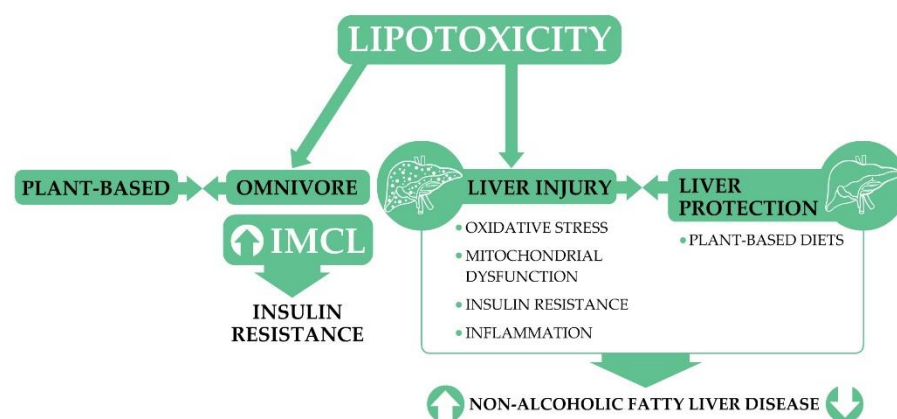 LIPOTOXICITY
PLANT-BASED
OMNIVORE
IMCL
INSULIN
RESISTANCE
LIVER INJURY
• OXIDATIVE STRESS
• MITOCHONDRIAL
DYSFUNCTION
• INSULIN RESISTANCE
• INFLAMMATION
LIVER
PROTECTION
• PLANT-BASED DIETS
NON-ALCOHOLIC FATTY LIVER DISEASE